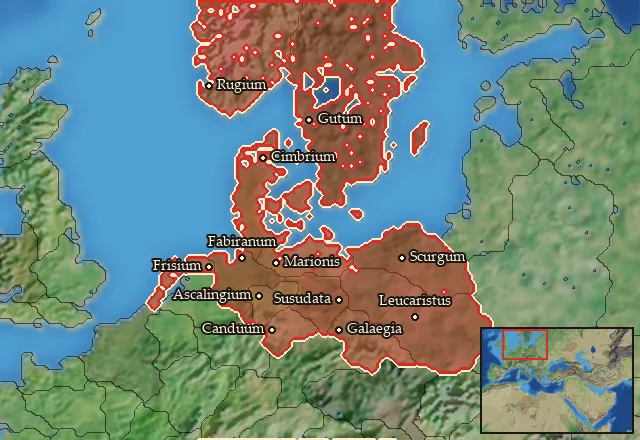 Rugium
Gutum
Cimbrium
Fabiranum
Frisium
Marionis
Scurgum
Ascalingium
Susudata
Leucaristus
Canduum
Galaegia